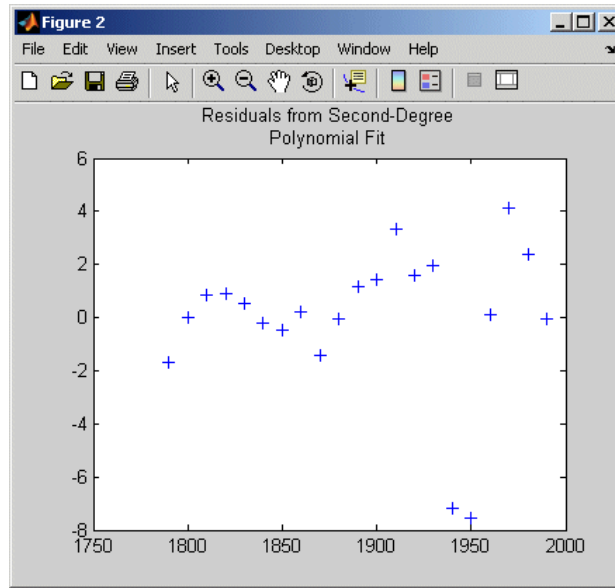 Figure 2
File Edit View Insert Tools Desktop Window Help
Residuals from Second-Degree
Polynomial Fit
6
4
2
0
-2
-4
-6
-8
1750 1800 1850 1900 1950 2000